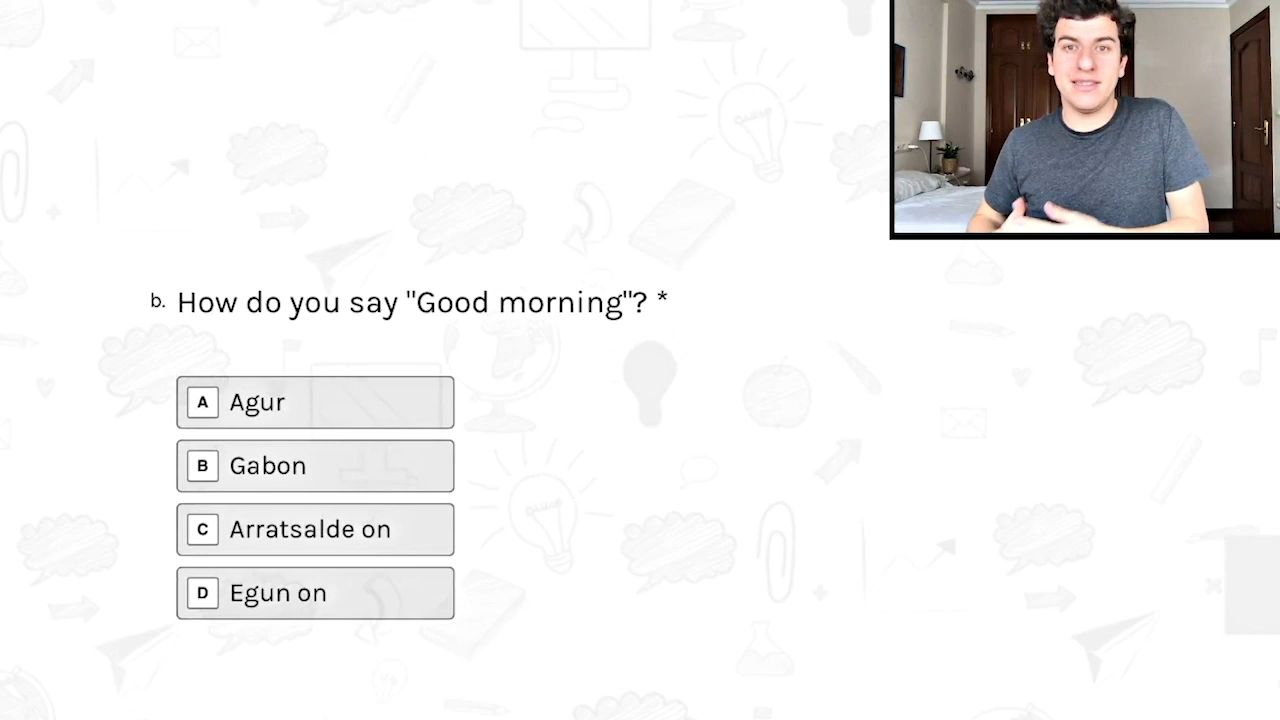 b. How do you say "Good morning"? *
A Agur
B Gabon
C Arratsalde on
D Egun on